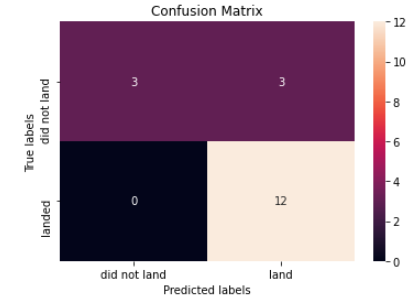 Confusion Matrix
True labels
did not land
landed
3 3
0 12
did not land land
Predicted labels
12
10
8
6
4
2
0